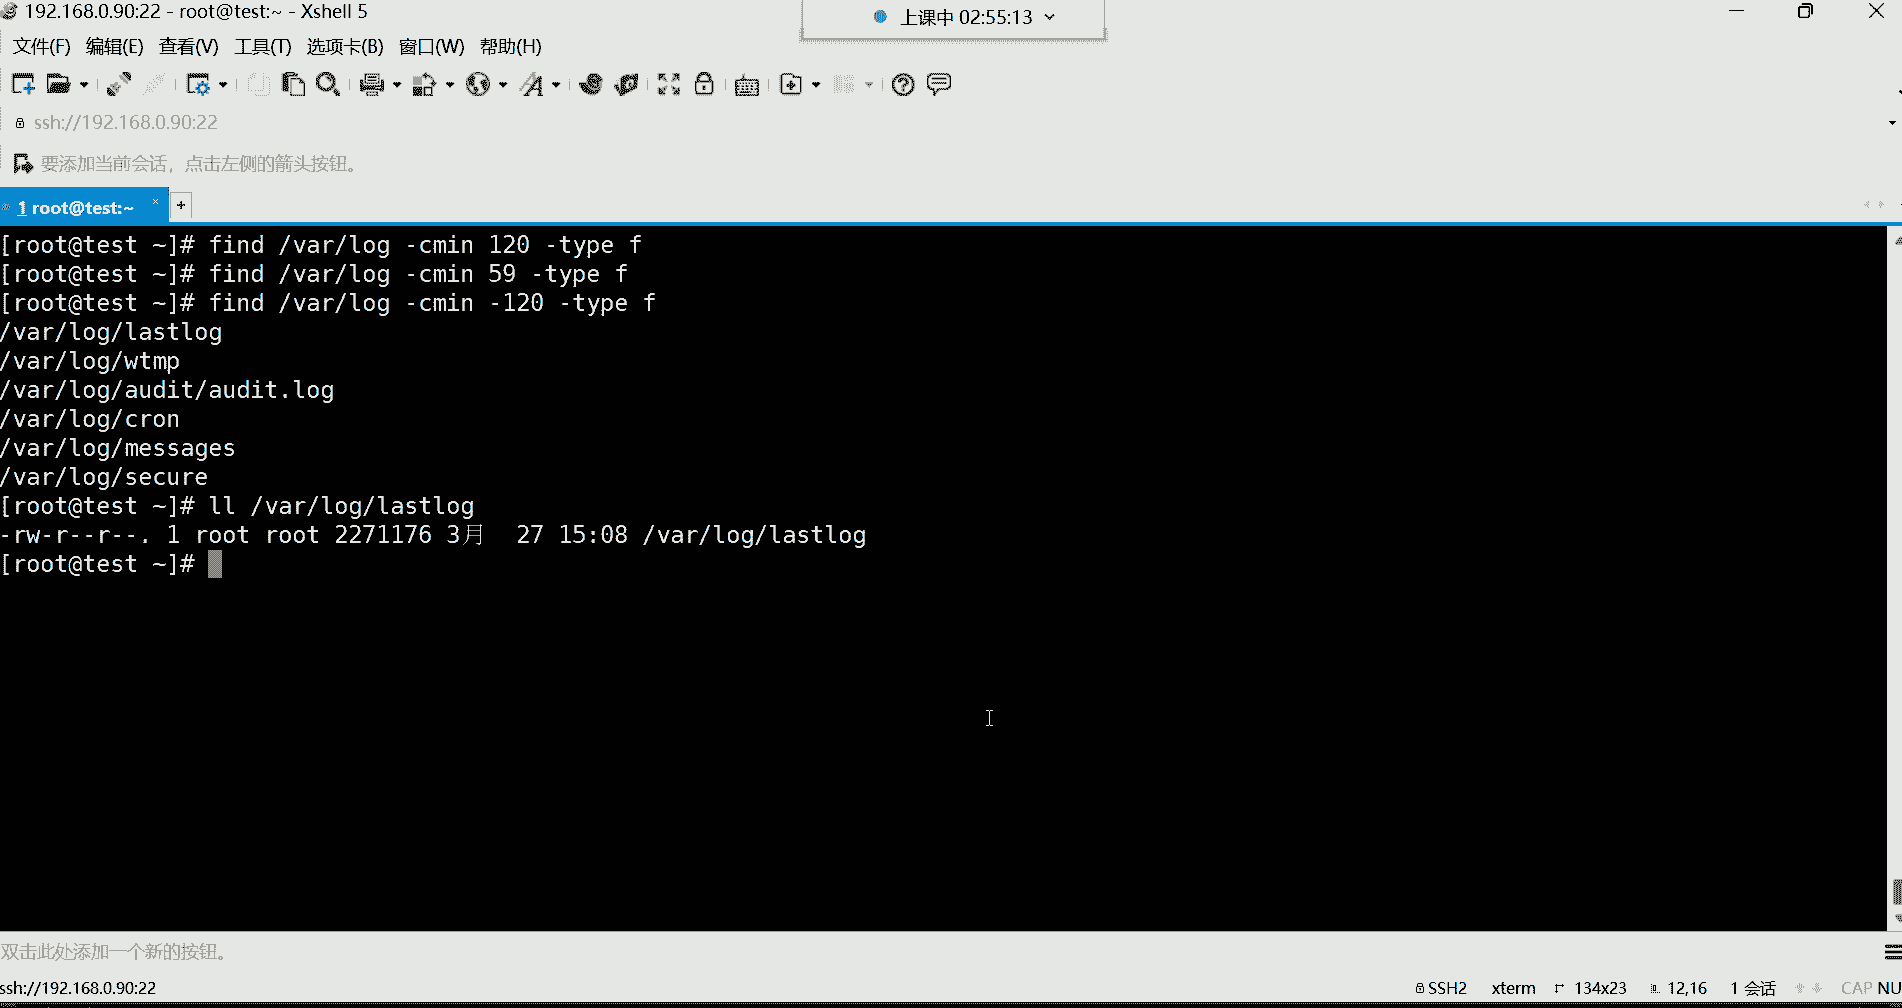 192.168.0.90:22 - root@test:~ - Xshell 5
上课中 02:55:13
文件(F) 编辑(E) 查看(V) 工具(T) 选项卡(B) 窗口(W) 帮助(H)
ssh://192.168.0.90:22
要添加当前会话，点击左侧的箭头按钮。
1 root@test:~ × +
[root@test ~]# find /var/log -cmin 120 -type f
[root@test ~]# find /var/log -cmin 59 -type f
[root@test ~]# find /var/log -cmin -120 -type f
/var/log/lastlog
/var/log/wtmp
/var/log/audit/audit.log
/var/log/cron
/var/log/messages
/var/log/secure
[root@test ~]# ll /var/log/lastlog
-rw-r--r--. 1 root root 2271176 3月  27 15:08 /var/log/lastlog
[root@test ~]#
双击此处添加一个新的按钮。
ssh://192.168.0.90:22 SSH2 xterm 134x23 12,16 1 会话 CAP NU